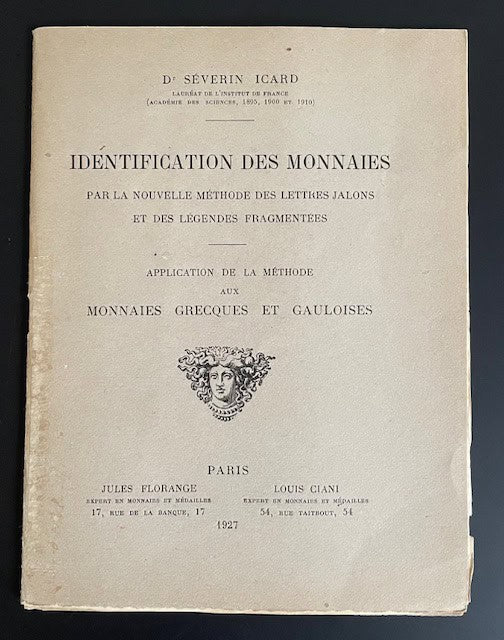 Dr SÉVERIN ICARD
LAURÉAT DE L'INSTITUT DE FRANCE
(ACADÉMIE DES SCIENCES, 1895, 1900 ET 1910)
IDENTIFICATION DES MONNAIES
PAR LA NOUVELLE MÉTHODE DES LETTRES JALONS
ET DES LÉGENDES FRAGMENTÉES
APPLICATION DE LA MÉTHODE
AUX
MONNAIES GRECQUES ET GAULOISES
PARIS
JULES FLORANGE
EXPERT EN MONNAIES ET MÉDAILLES
17, RUE DE LA BANQUE, 17
LOUIS CIANI
EXPERT EN MONNAIES ET MÉDAILLES
54, RUE TAITBOUT, 54
1927